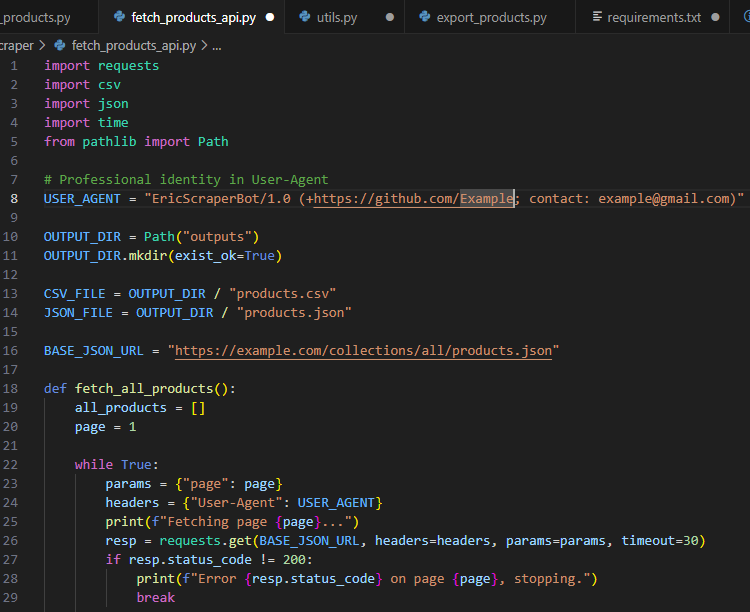 _products.py fetch_products_api.py utils.py export_products.py requirements.txt
craper > fetch_products_api.py > ...
1 import requests
2 import csv
3 import json
4 import time
5 from pathlib import Path
6
7 # Professional identity in User-Agent
8 USER_AGENT = "EricScraperBot/1.0 (+https://github.com/Example; contact: example@gmail.com)"
9
10 OUTPUT_DIR = Path("outputs")
11 OUTPUT_DIR.mkdir(exist_ok=True)
12
13 CSV_FILE = OUTPUT_DIR / "products.csv"
14 JSON_FILE = OUTPUT_DIR / "products.json"
15
16 BASE_JSON_URL = "https://example.com/collections/all/products.json"
17
18 def fetch_all_products():
19     all_products = []
20     page = 1
21
22     while True:
23         params = {"page": page}
24         headers = {"User-Agent": USER_AGENT}
25         print(f"Fetching page {page}...")
26         resp = requests.get(BASE_JSON_URL, headers=headers, params=params, timeout=30)
27         if resp.status_code != 200:
28             print(f"Error {resp.status_code} on page {page}, stopping.")
29             break